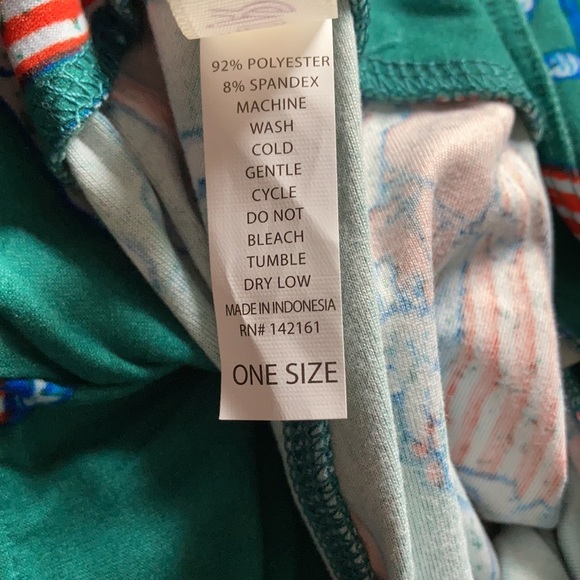 92% POLYESTER
8% SPANDEX
MACHINE
WASH
COLD
GENTLE
CYCLE
DO NOT
BLEACH
TUMBLE
DRY LOW
MADE IN INDONESIA
RN# 142161
ONE SIZE